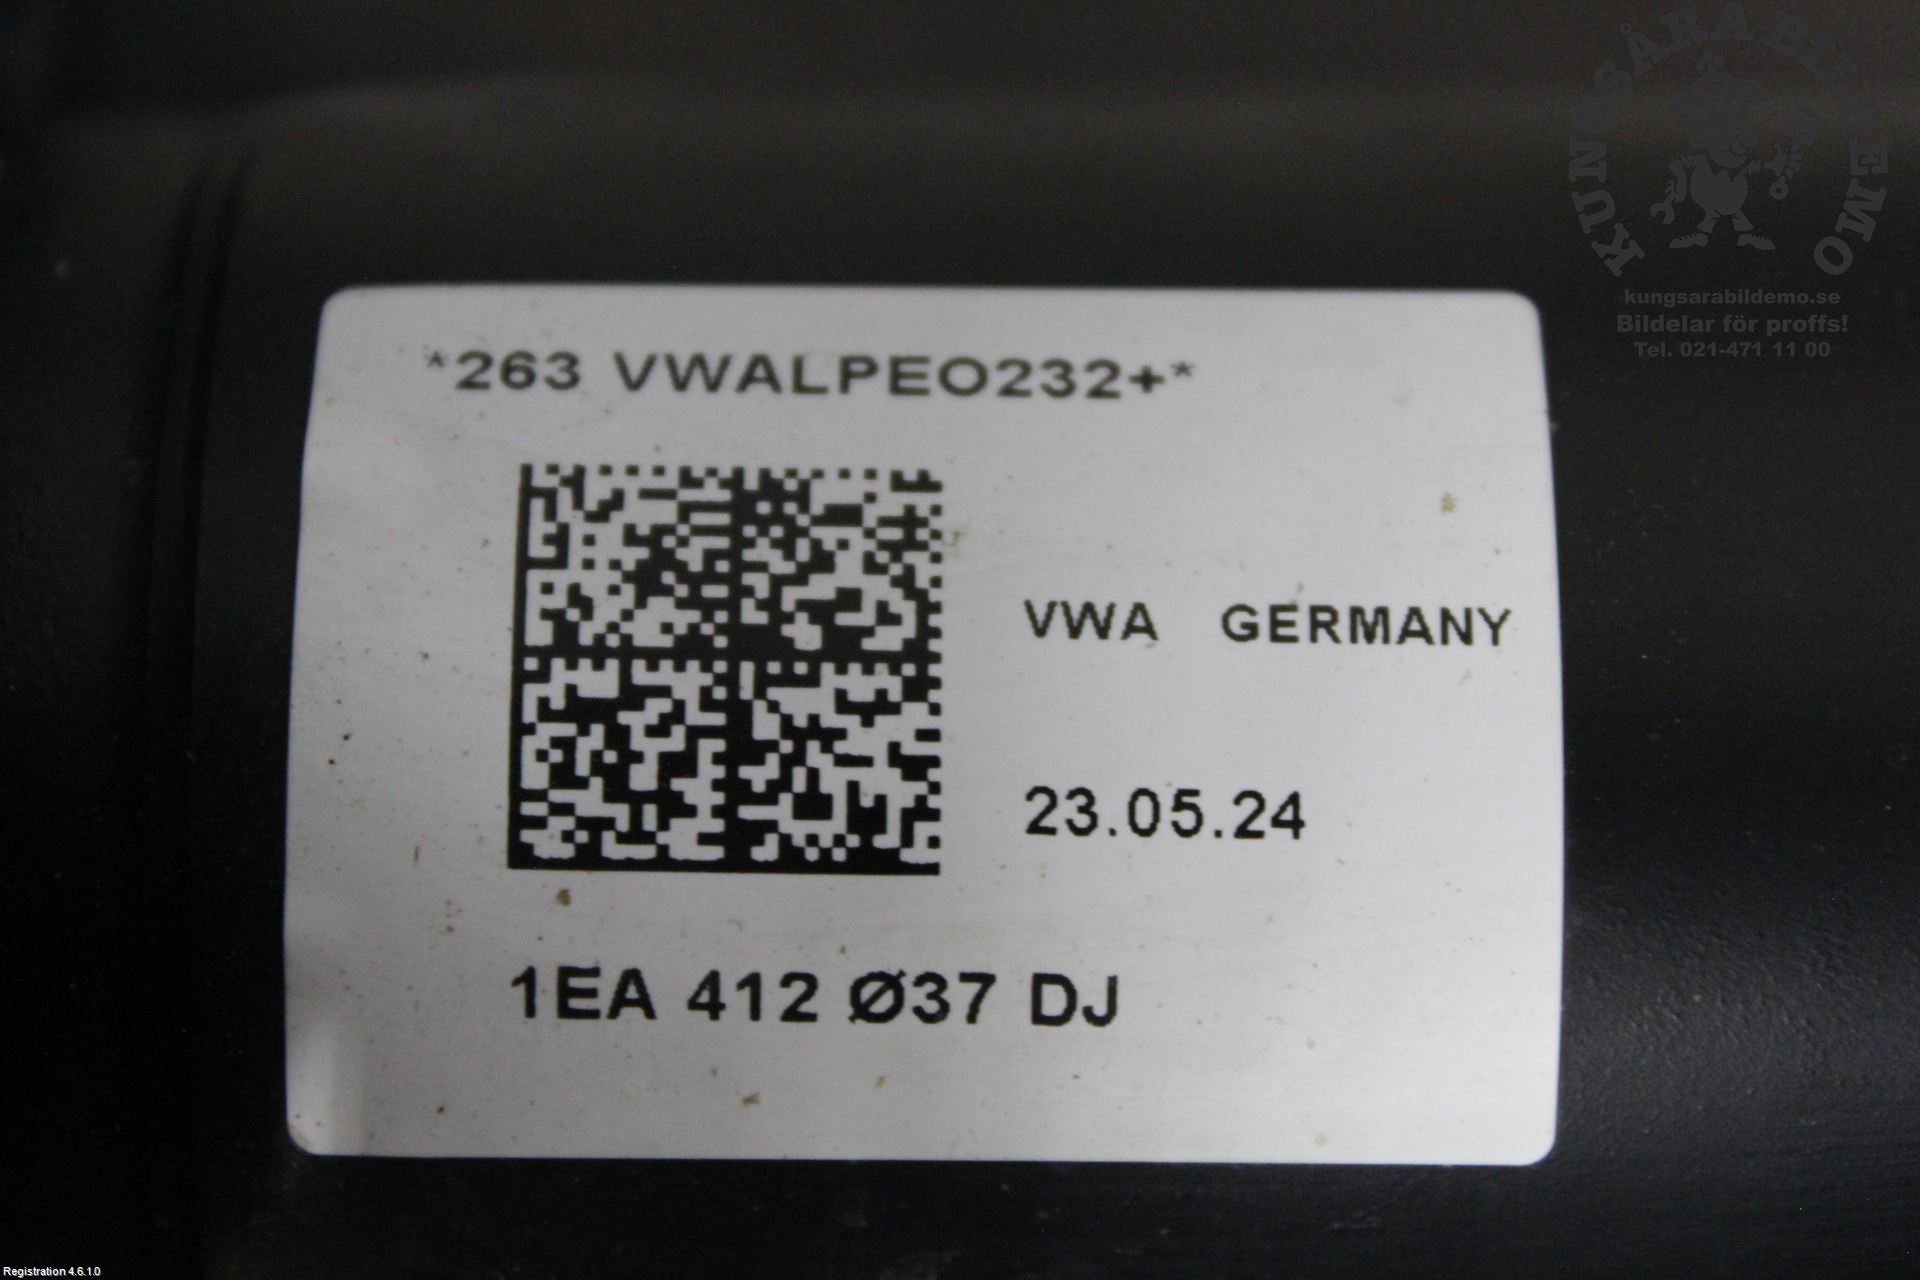 KUNGSÅRA BILDEMO
kungsarabildemo.se
Bildelar för proffs!
Tel. 021-471 11 00
*263 VWALPEO232+*
VWA GERMANY
23.05.24
1EA 412 Ø37 DJ
Registration 4.6.1.0